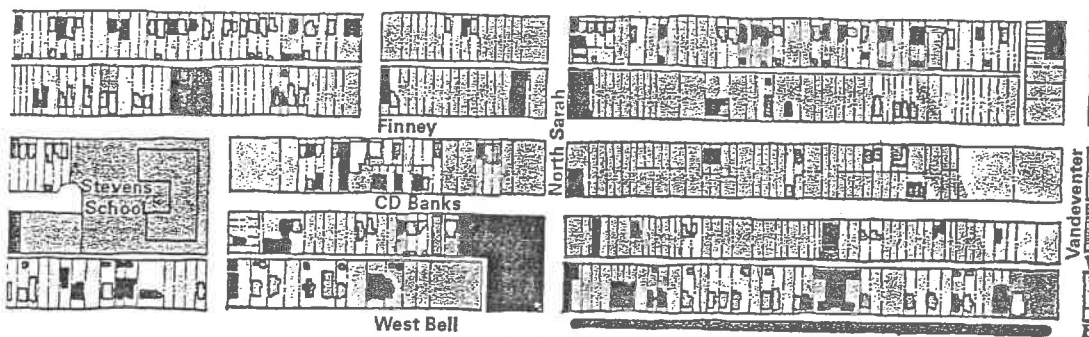 Finney
North Sarah
Stevens
School
CD Banks
Vandeventer
West Bell